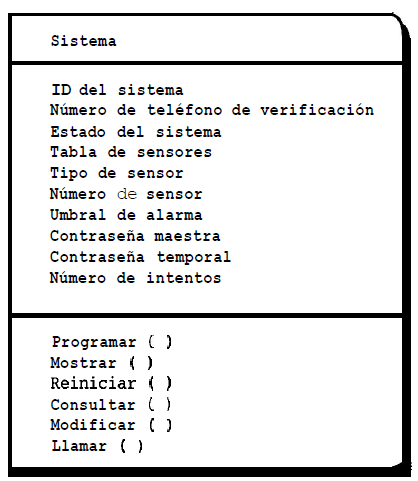 Sistema
ID del sistema
Número de teléfono de verificación
Estado del sistema
Tabla de sensores
Tipo de sensor
Número de sensor
Umbral de alarma
Contraseña maestra
Contraseña temporal
Número de intentos
Programar ( )
Mostrar ( )
Reiniciar ( )
Consultar ( )
Modificar ( )
Llamar ( )